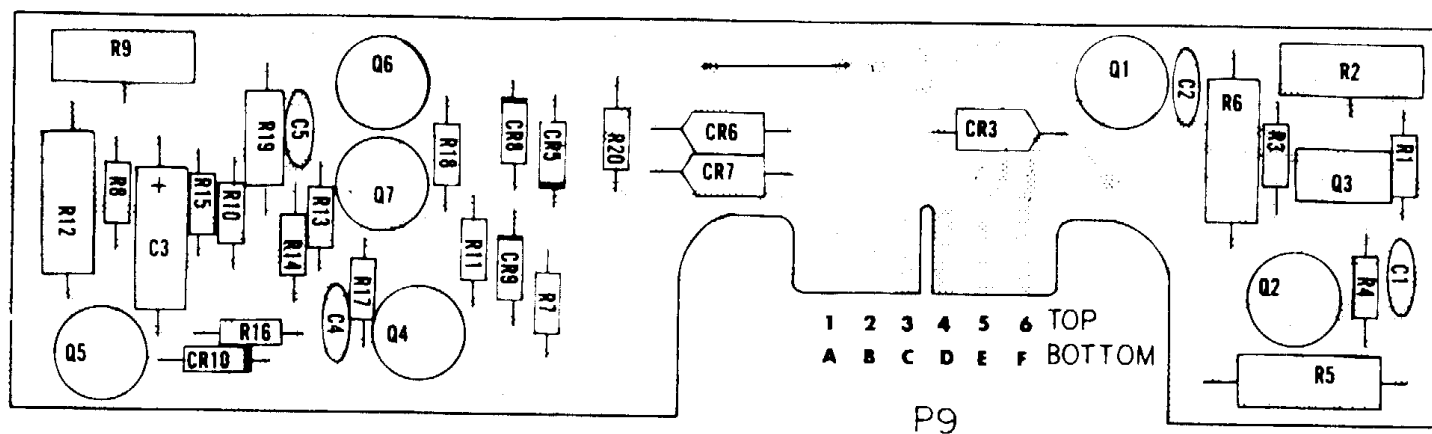 R9
Q6
Q1
C2
R2
R6
R19
C5
R18
CR8
CR5
R20
CR6
CR3
R3
R1
CR7
Q3
R8
+
R15
R10
Q7
R12
C3
R13
R14
R11
CR9
R7
R17
Q2
R4
C1
C4
Q4
R16
Q5
CR10
1 2 3 4 5 6 TOP
A B C D E F BOTTOM
R5
P9